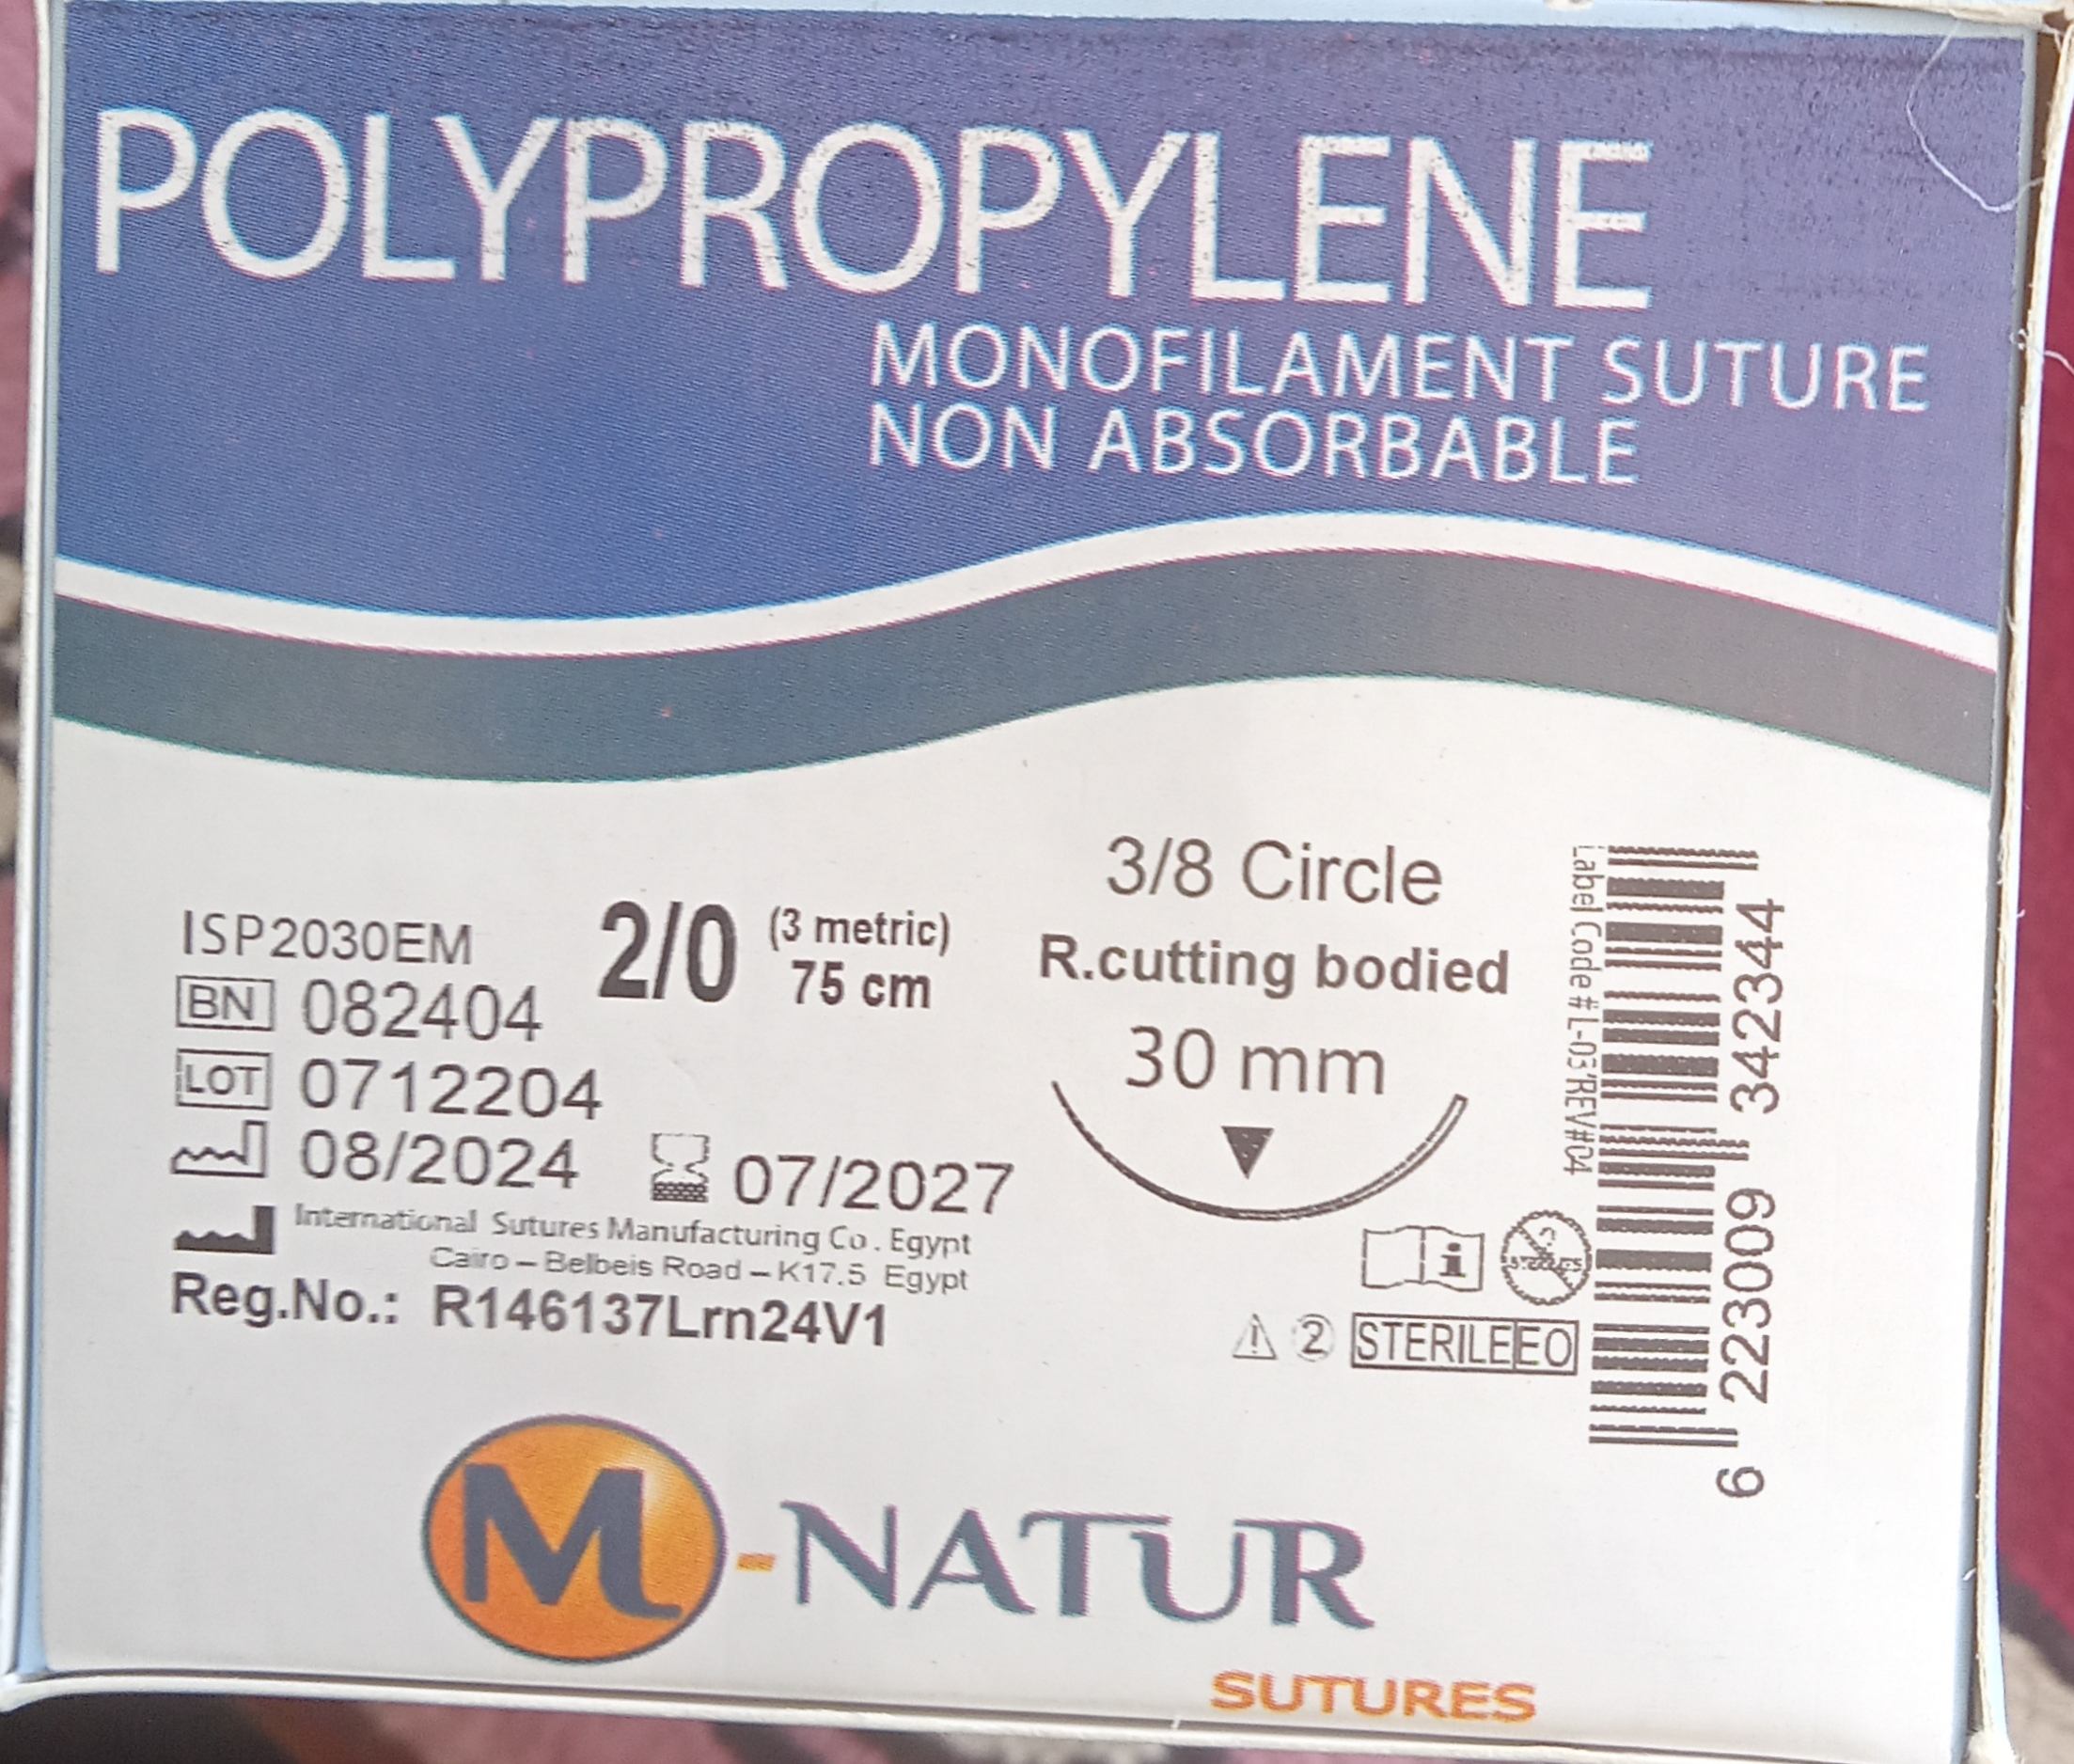 POLYPROPYLENE
MONOFILAMENT SUTURE
NON ABSORBABLE
ISP2030EM
2/0 (3 metric)
75 cm
3/8 Circle
R.cutting bodied
30 mm
BN 082404
LOT 0712204
08/2024 07/2027
International Sutures Manufacturing Co. Egypt
Cairo – Belbeis Road – K17.5 Egypt
Reg.No.: R146137Lrn24V1
i
2 STERILE EO
Label Code # L-03'REV#04
6 223009 342344
M-NATUR
SUTURES